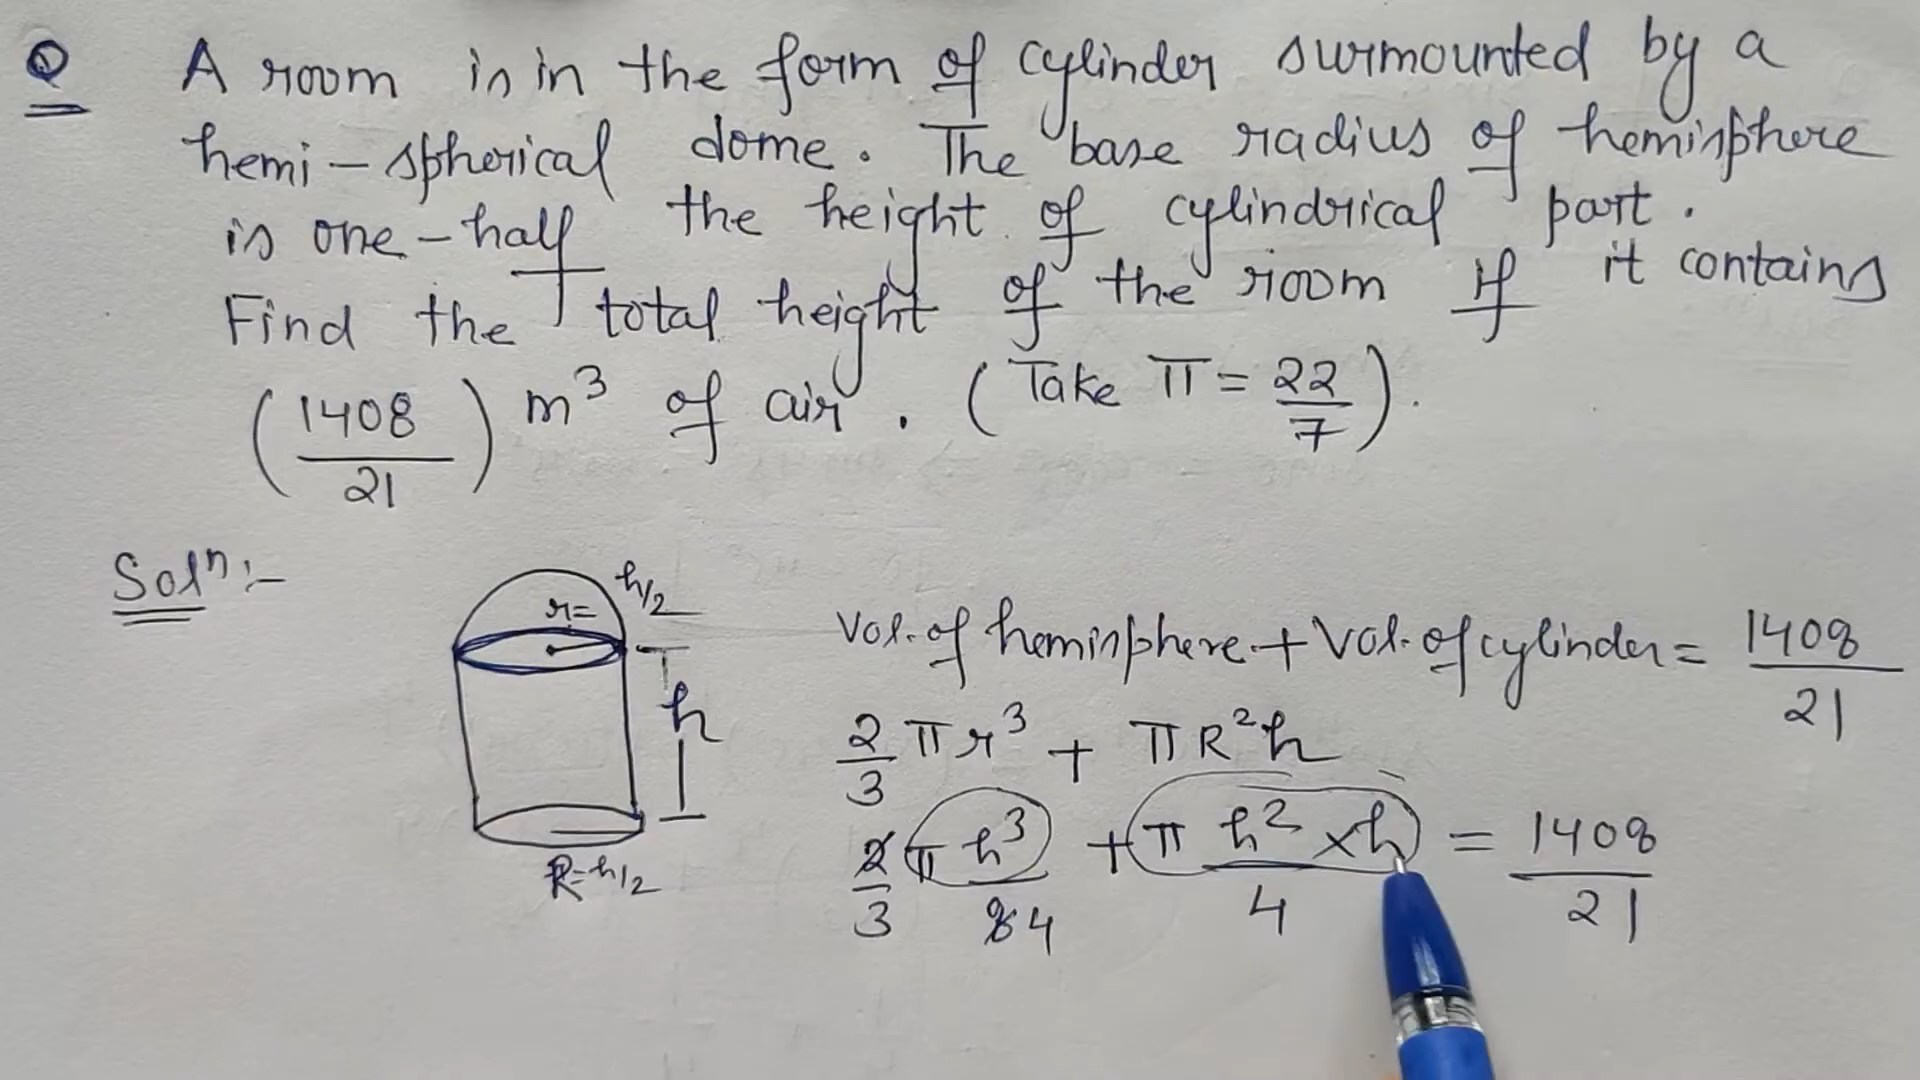 Q A room is in the form of cylinder surmounted by a
hemi-spherical dome. The base radius of hemisphere
is one-half the height of cylindrical part.
Find the total height of the room if it contains
(1408/21) m³ of air. (Take π = 22/7).
Solⁿ:-
r= h/2
h
R=h/2
Vol. of hemisphere + Vol. of cylinder = 1408/21
2/3 πr³ + πR²h
2/3 π h³/8 4 + π h²/4 × h = 1408/21